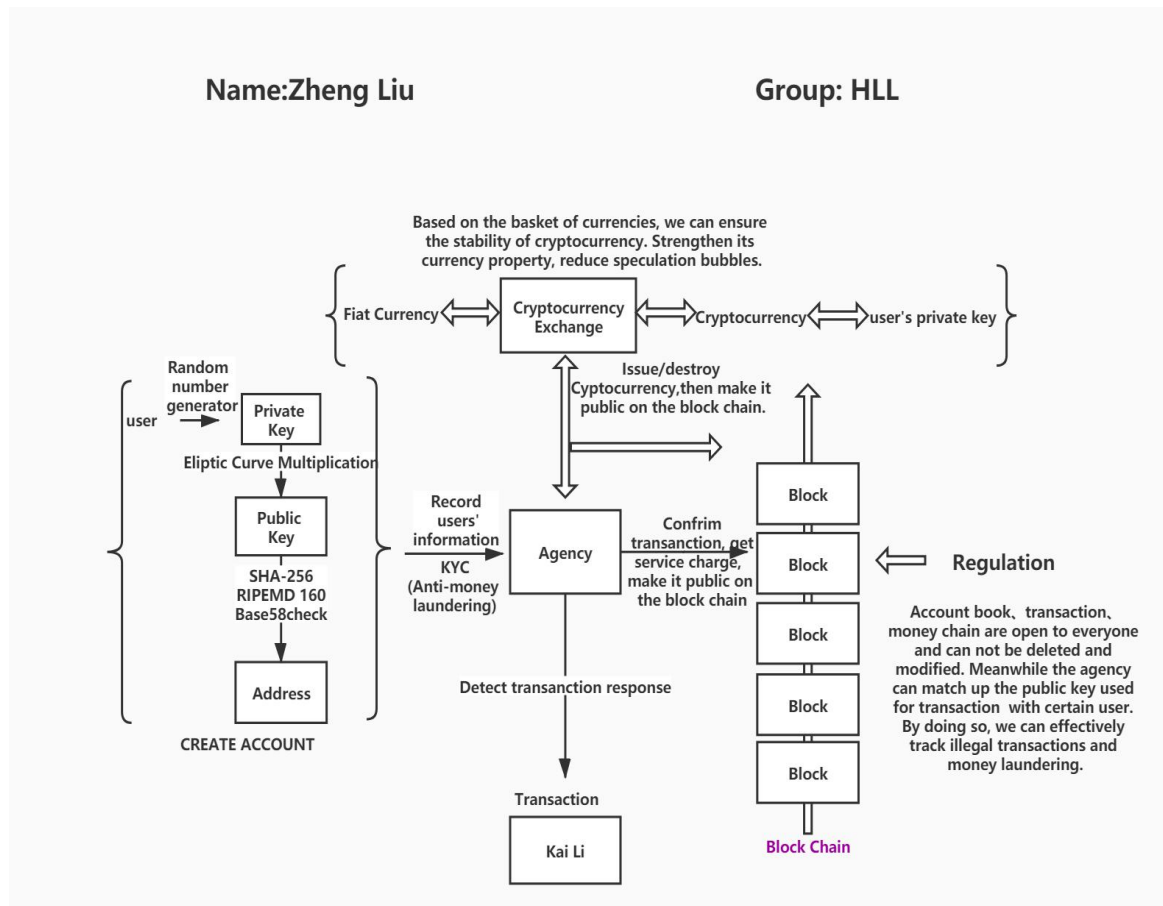 Name:Zheng Liu
Group: HLL
Based on the basket of currencies, we can ensure
the stability of cryptocurrency. Strengthen its
currency property, reduce speculation bubbles.
Fiat Currency
Cryptocurrency
Exchange
Cryptocurrency
user's private key
Issue/destroy
Cyptocurrency,then make it
public on the block chain.
user
Random
number
generator
Private
Key
Eliptic Curve Multiplication
Public
Key
SHA-256
RIPEMD 160
Base58check
Address
CREATE ACCOUNT
Record
users'
information
KYC
(Anti-money
laundering)
Agency
Confrim
transanction, get
service charge,
make it public on
the block chain
Detect transanction response
Transaction
Kai Li
Block
Block
Block
Block
Block
Block Chain
Regulation
Account book、transaction、
money chain are open to everyone
and can not be deleted and
modified. Meanwhile the agency
can match up the public key used
for transaction with certain user.
By doing so, we can effectively
track illegal transactions and
money laundering.